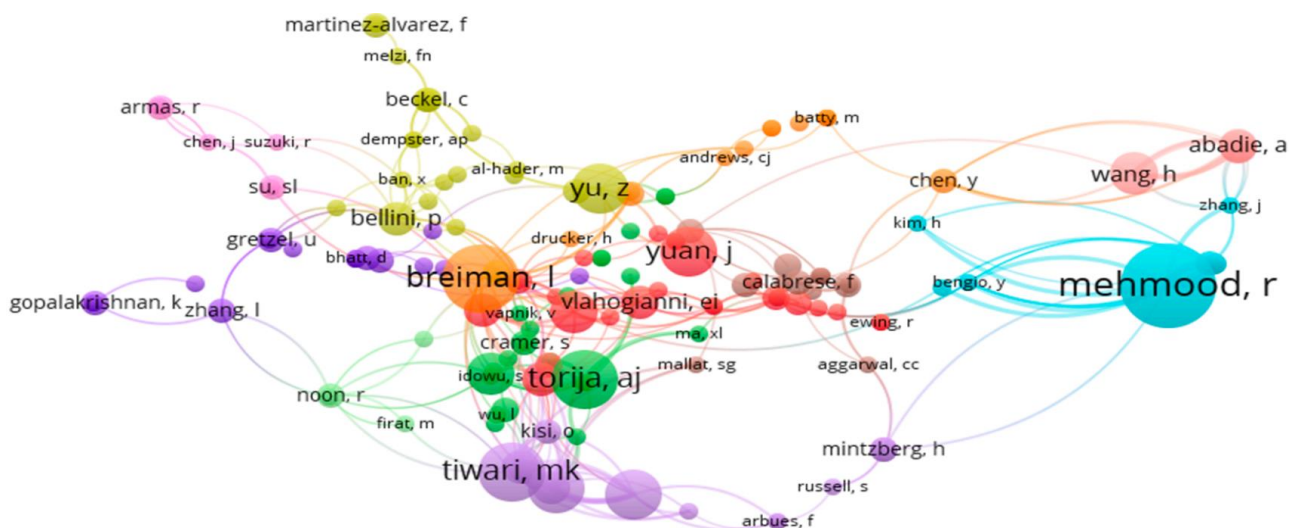 martinez-alvarez, f
melzi, fn
beckel, c
armas, r
chen, j
suzuki, r
dempster, ap
batty, m
andrews, cj
abadie, a
ban, x
al-hader, m
su, sl
yu, z
chen, y
wang, h
zhang, j
bellini, p
kim, h
gretzel, u
drucker, h
yuan, j
bhatt, d
breiman, l
calabrese, f
bengio, y
mehmood, r
gopalakrishnan, k
zhang, l
vlahogianni, ei
vapnik, v
ewing, r
cramer, s
ma, xl
mallat, sg
aggarwal, cc
idowu, s
torija, aj
noon, r
wu, l
firat, m
kisi, o
mintzberg, h
tiwari, mk
russell, s
arbues, f